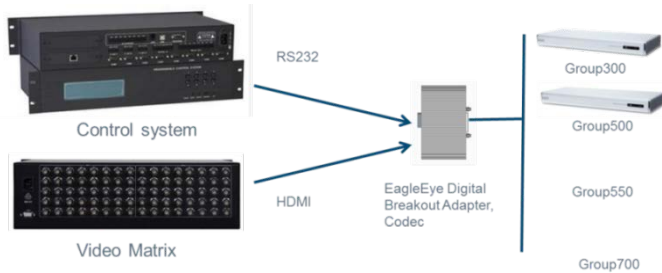 RS232
Group300
Control system
Group500
EagleEye Digital
Breakout Adapter,
Codec
HDMI
Group550
Video Matrix
Group700